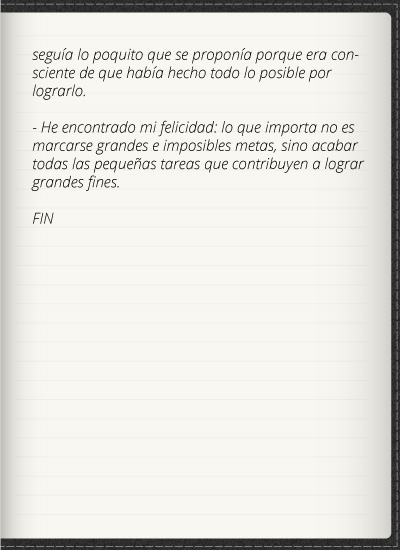 seguía lo poquito que se proponía porque era con-
sciente de que había hecho todo lo posible por
lograrlo.
- He encontrado mi felicidad: lo que importa no es
marcarse grandes e imposibles metas, sino acabar
todas las pequeñas tareas que contribuyen a lograr
grandes fines.
FIN